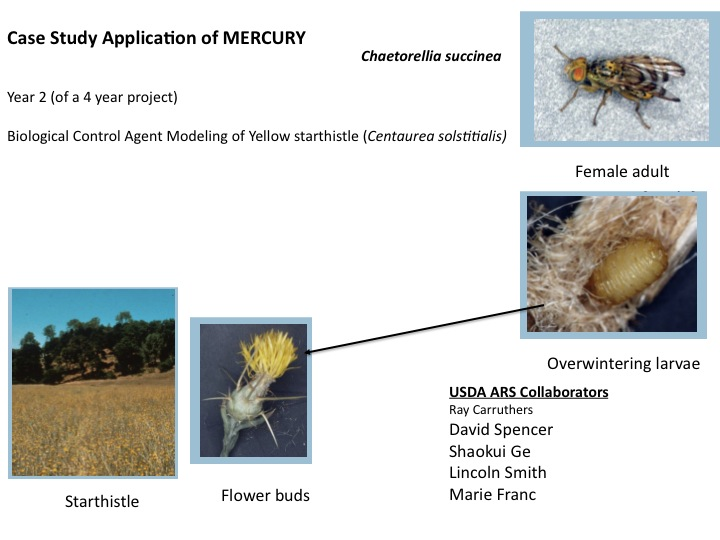 Case Study Application of MERCURY
Chaetorellia succinea
Year 2 (of a 4 year project)
Biological Control Agent Modeling of Yellow starthistle (Centaurea solstitialis)
Female adult
Overwintering larvae
USDA ARS Collaborators
Ray Carruthers
David Spencer
Shaokui Ge
Lincoln Smith
Marie Franc
Flower buds
Starthistle